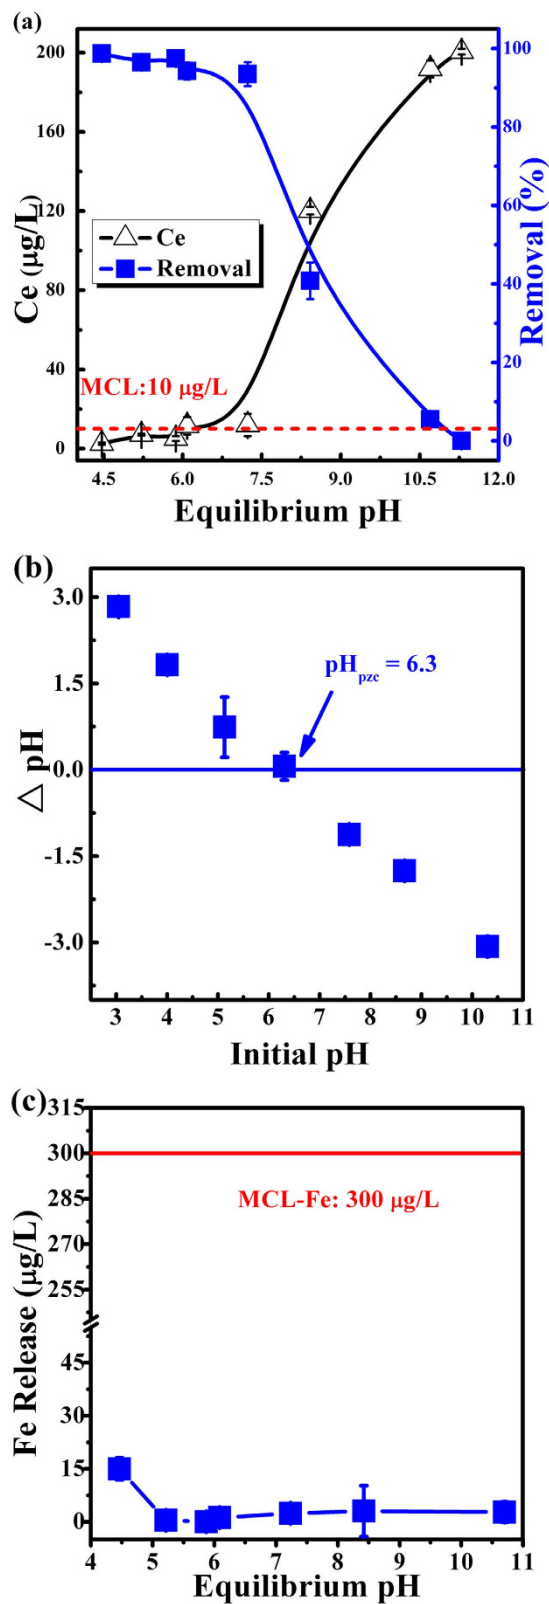 (a)
200
160
120
80
40
0
Ce (μg/L)
100
80
60
40
20
0
Removal (%)
Ce
Removal
MCL:10 μg/L
4.5 6.0 7.5 9.0 10.5 12.0
Equilibrium pH
(b)
3.0
1.5
0.0
-1.5
-3.0
△ pH
pHpzc = 6.3
3 4 5 6 7 8 9 10 11
Initial pH
(c)
315
300
285
270
255
45
30
15
0
Fe Release (μg/L)
MCL-Fe: 300 μg/L
4 5 6 7 8 9 10 11
Equilibrium pH